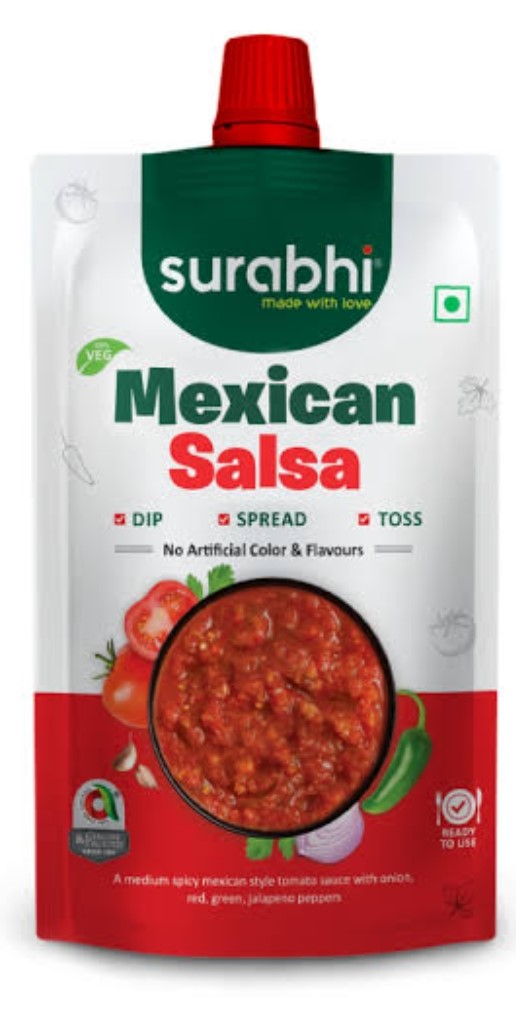 surabhi®
made with love
100%
VEG
Mexican
Salsa
DIP
SPREAD
TOSS
No Artificial Color & Flavours
READY
TO USE
A medium spicy mexican style tomato sauce with onion,
red, green, jalapeno peppers